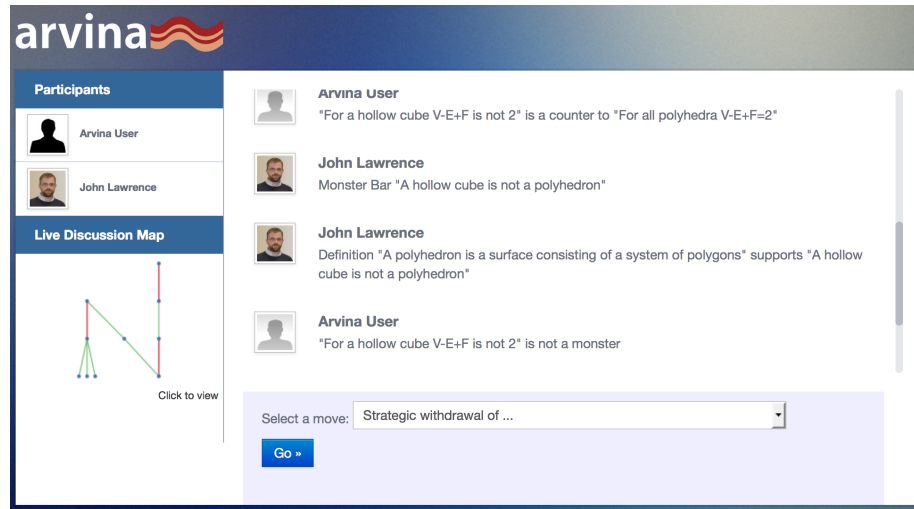 arvina
Participants
Arvina User
John Lawrence
Live Discussion Map
Click to view
Arvina User
"For a hollow cube V-E+F is not 2" is a counter to "For all polyhedra V-E+F=2"
John Lawrence
Monster Bar "A hollow cube is not a polyhedron"
John Lawrence
Definition "A polyhedron is a surface consisting of a system of polygons" supports "A hollow
cube is not a polyhedron"
Arvina User
"For a hollow cube V-E+F is not 2" is not a monster
Select a move: Strategic withdrawal of ...
Go »